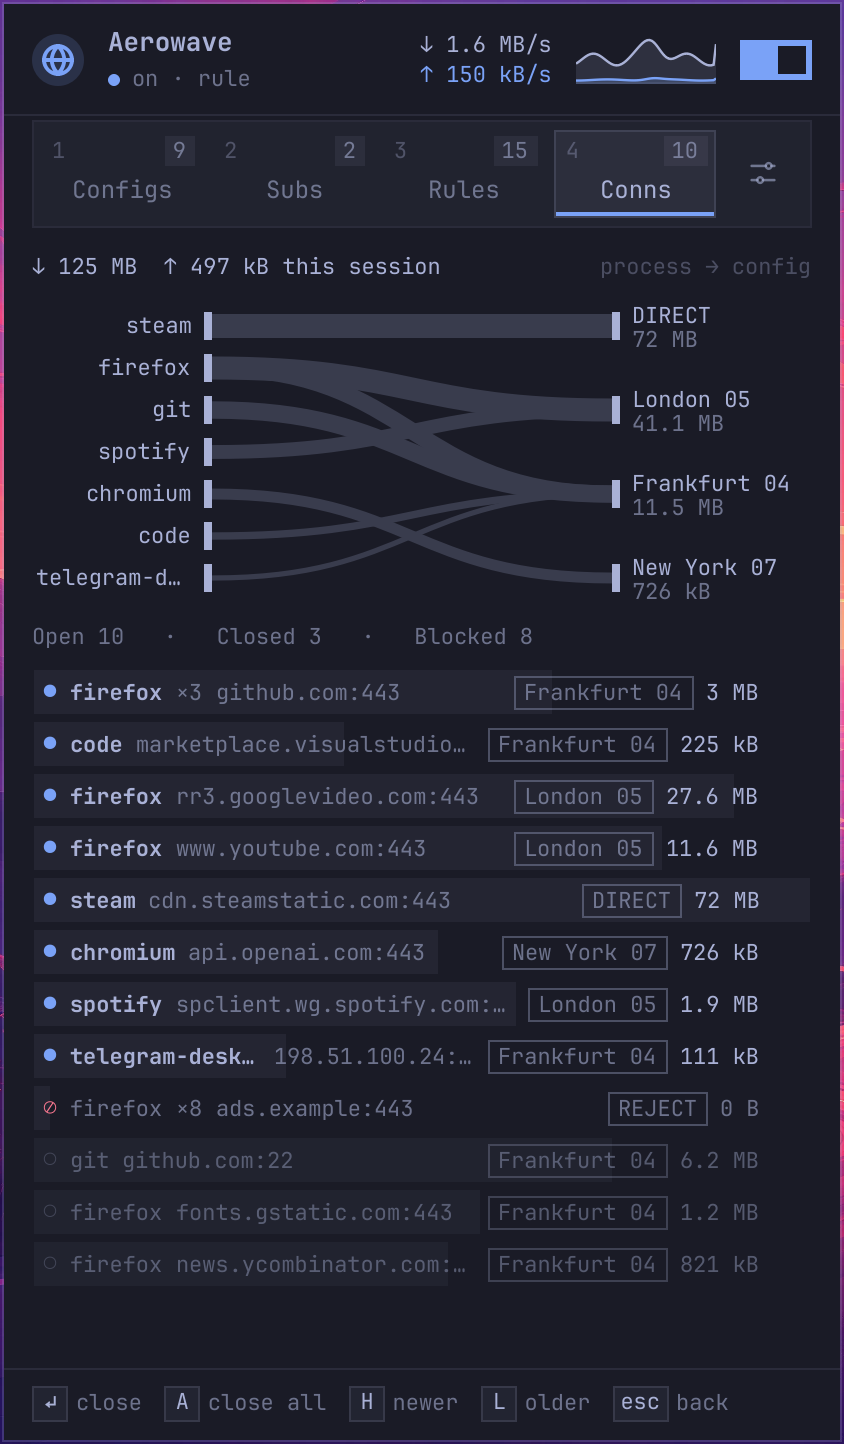 Aerowave
on · rule
↓ 1.6 MB/s
↑ 150 kB/s
1 9 2 2 3 15 4 10
Configs Subs Rules Conns
↓ 125 MB ↑ 497 kB this session process → config
steam
firefox
git
spotify
chromium
code
telegram-d…
DIRECT
72 MB
London 05
41.1 MB
Frankfurt 04
11.5 MB
New York 07
726 kB
Open 10 · Closed 3 · Blocked 8
firefox ×3 github.com:443 Frankfurt 04 3 MB
code marketplace.visualstudio… Frankfurt 04 225 kB
firefox rr3.googlevideo.com:443 London 05 27.6 MB
firefox www.youtube.com:443 London 05 11.6 MB
steam cdn.steamstatic.com:443 DIRECT 72 MB
chromium api.openai.com:443 New York 07 726 kB
spotify spclient.wg.spotify.com:… London 05 1.9 MB
telegram-desk… 198.51.100.24:… Frankfurt 04 111 kB
firefox ×8 ads.example:443 REJECT 0 B
git github.com:22 Frankfurt 04 6.2 MB
firefox fonts.gstatic.com:443 Frankfurt 04 1.2 MB
firefox news.ycombinator.com:… Frankfurt 04 821 kB
↲ close A close all H newer L older esc back